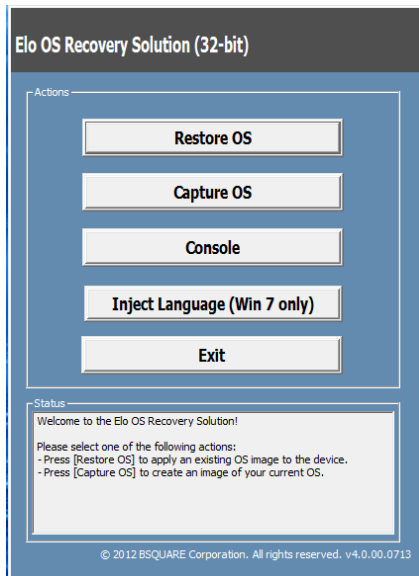 Elo OS Recovery Solution (32-bit)
Actions
Restore OS
Capture OS
Console
Inject Language (Win 7 only)
Exit
Status
Welcome to the Elo OS Recovery Solution!
Please select one of the following actions:
- Press [Restore OS] to apply an existing OS image to the device.
- Press [Capture OS] to create an image of your current OS.
© 2012 BSQUARE Corporation. All rights reserved. v4.0.00.0713